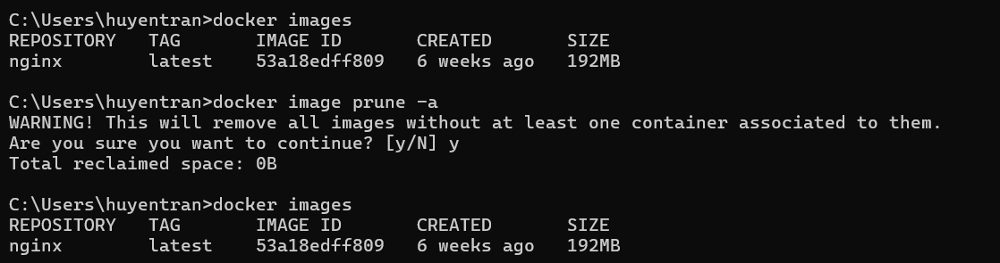 C:\Users\huyentran>docker images
REPOSITORY   TAG       IMAGE ID       CREATED       SIZE
nginx        latest    53a18edff809   6 weeks ago   192MB
C:\Users\huyentran>docker image prune -a
WARNING! This will remove all images without at least one container associated to them.
Are you sure you want to continue? [y/N] y
Total reclaimed space: 0B
C:\Users\huyentran>docker images
REPOSITORY   TAG       IMAGE ID       CREATED       SIZE
nginx        latest    53a18edff809   6 weeks ago   192MB